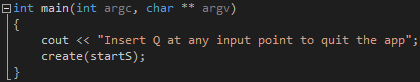 int main(int argc, char ** argv)
{
cout << "Insert Q at any input point to quit the app";
create(startS);
}